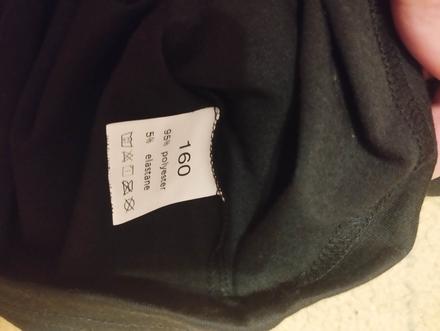 160
95% polyester
5% elastane